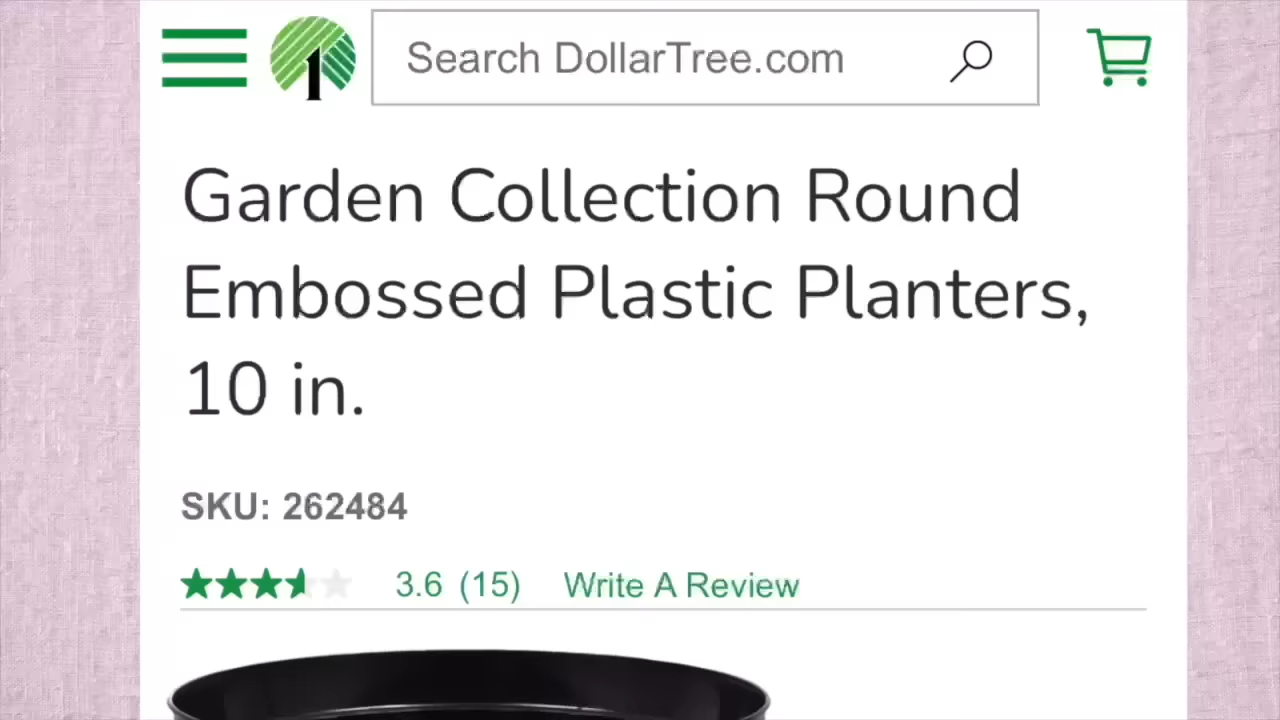 Search DollarTree.com
Garden Collection Round
Embossed Plastic Planters,
10 in.
SKU: 262484
3.6 (15) Write A Review